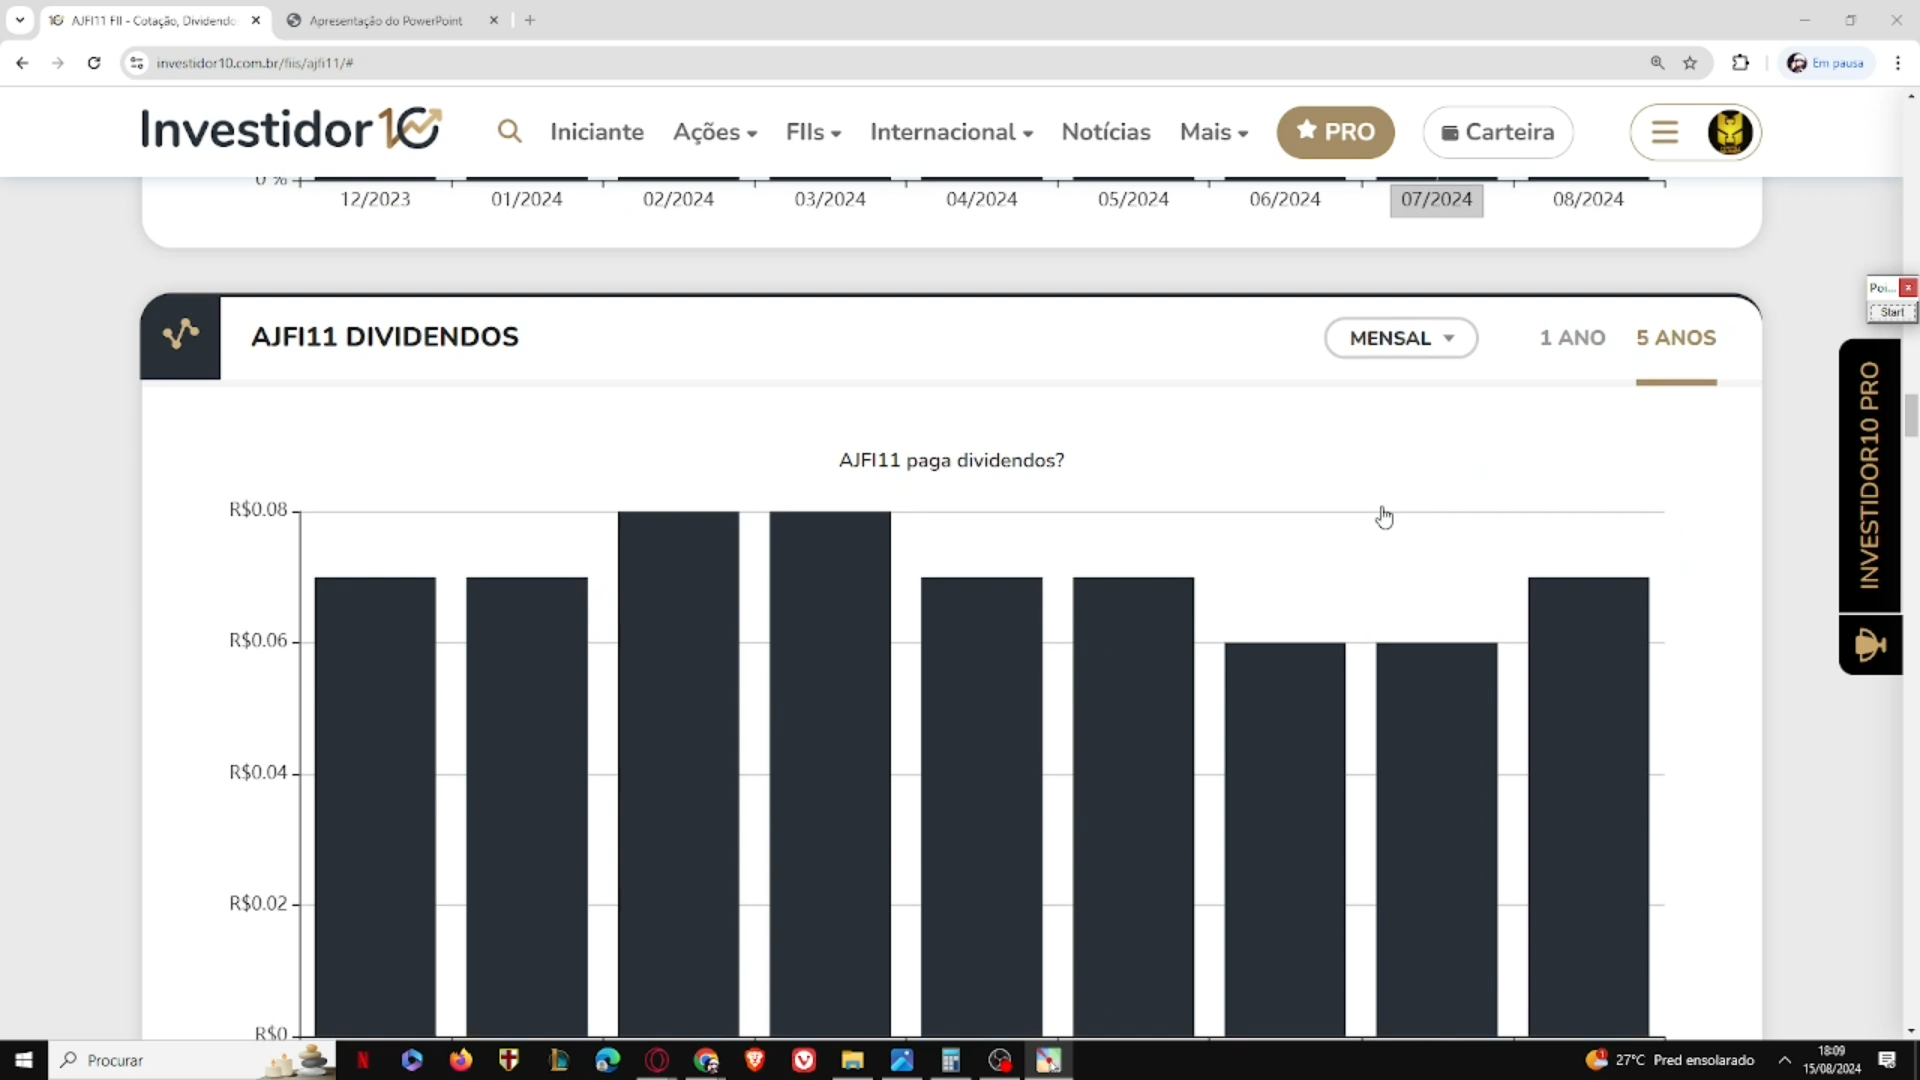 AJFI11 FII - Cotação, Dividendo
Apresentação do PowerPoint
investidor10.com.br/fiis/ajfi11/#
Em pausa
Investidor10
Iniciante
Ações
FIIs
Internacional
Notícias
Mais
PRO
Carteira
0 %
12/2023
01/2024
02/2024
03/2024
04/2024
05/2024
06/2024
07/2024
08/2024
Poi...
Start
AJFI11 DIVIDENDOS
MENSAL
1 ANO
5 ANOS
INVESTIDOR10 PRO
AJFI11 paga dividendos?
R$0.08
R$0.06
R$0.04
R$0.02
R$0
Procurar
27°C Pred ensolarado
18:09
15/08/2024